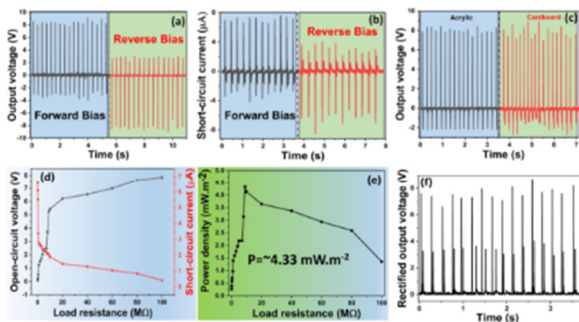 (a)
Reverse Bias
Forward Bias
Output voltage (V)
Time (s)
(b)
Reverse Bias
Forward Bias
Short-circuit current (µA)
Time (s)
Acrylic
Cardboard
(c)
Output voltage (V)
Time (s)
(d)
Open-circuit voltage (V)
Short-circuit current (µA)
Load resistance (MΩ)
(e)
P=~4.33 mW.m-2
Power density (mW.m-2)
Load resistance (MΩ)
(f)
Rectified output voltage (V)
Time (s)